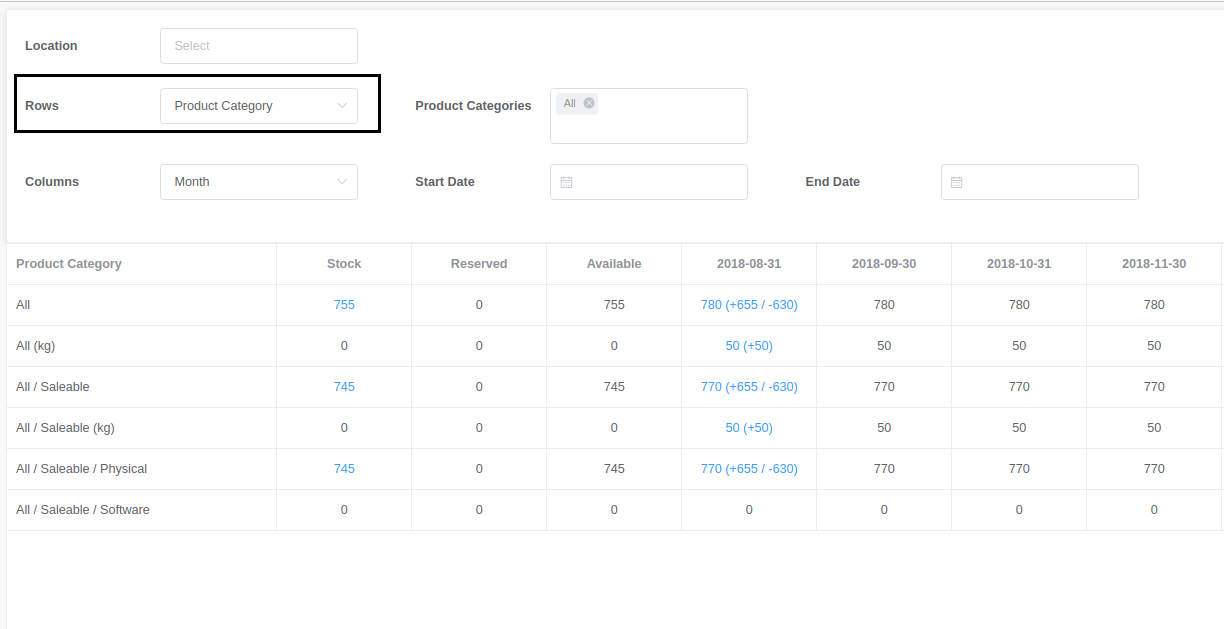 Location Select
Rows Product Category Product Categories All
Columns Month Start Date End Date
Product Category Stock Reserved Available 2018-08-31 2018-09-30 2018-10-31 2018-11-30
All 755 0 755 780 (+655 / -630) 780 780 780
All (kg) 0 0 0 50 (+50) 50 50 50
All / Saleable 745 0 745 770 (+655 / -630) 770 770 770
All / Saleable (kg) 0 0 0 50 (+50) 50 50 50
All / Saleable / Physical 745 0 745 770 (+655 / -630) 770 770 770
All / Saleable / Software 0 0 0 0 0 0 0